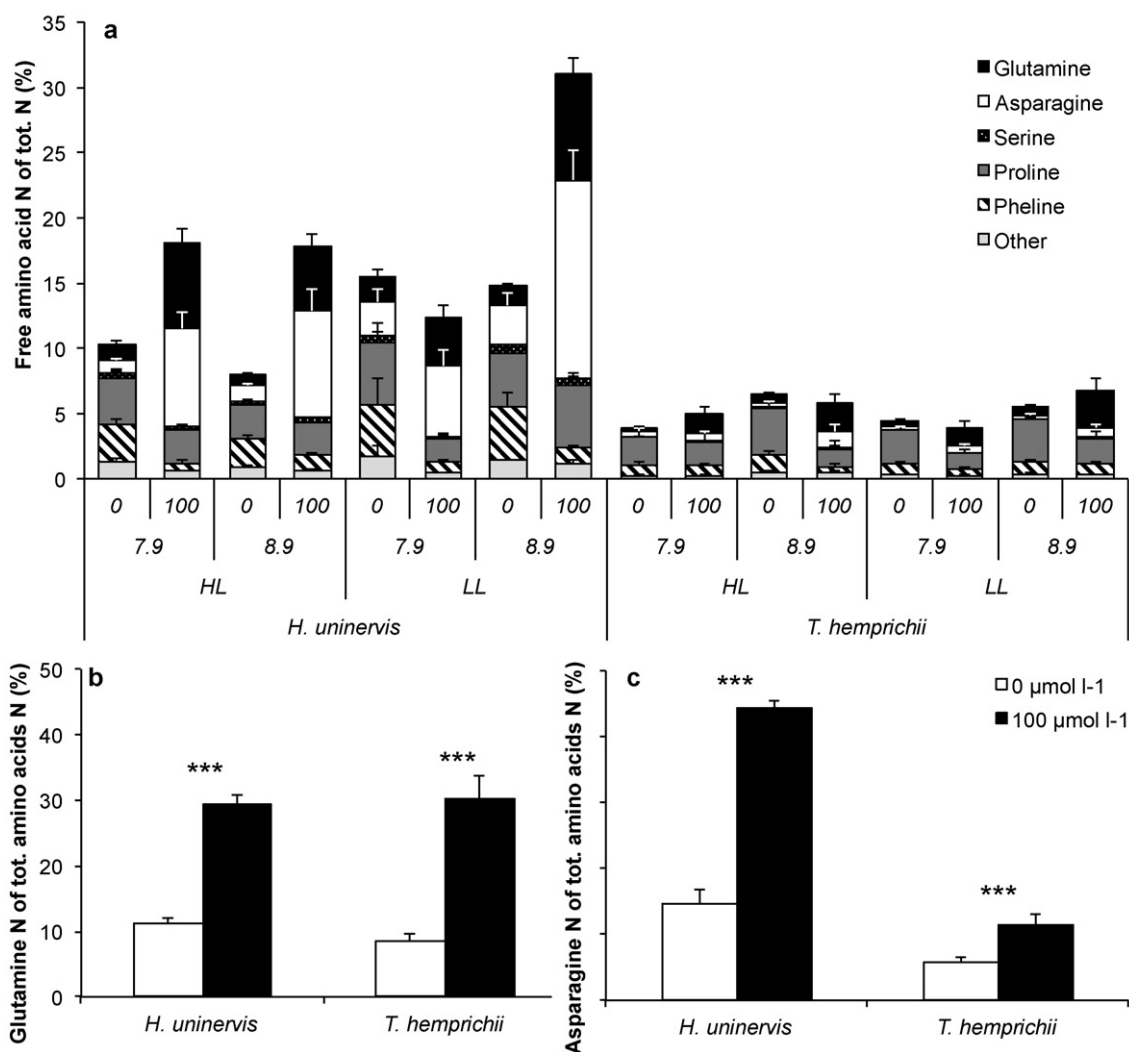 a
Free amino acid N of tot. N (%)
35
30
25
20
15
10
5
0
Glutamine
Asparagine
Serine
Proline
Pheline
Other
0 100 0 100 0 100 0 100 0 100 0 100 0 100 0 100
7.9 8.9 7.9 8.9 7.9 8.9 7.9 8.9
HL LL HL LL
H. uninervis T. hemprichii
b
Glutamine N of tot. amino acids N (%)
50
40
30
20
10
0
***
***
H. uninervis T. hemprichii
c
Asparagine N of tot. amino acids N (%)
***
***
0 µmol l-1
100 µmol l-1
H. uninervis T. hemprichii